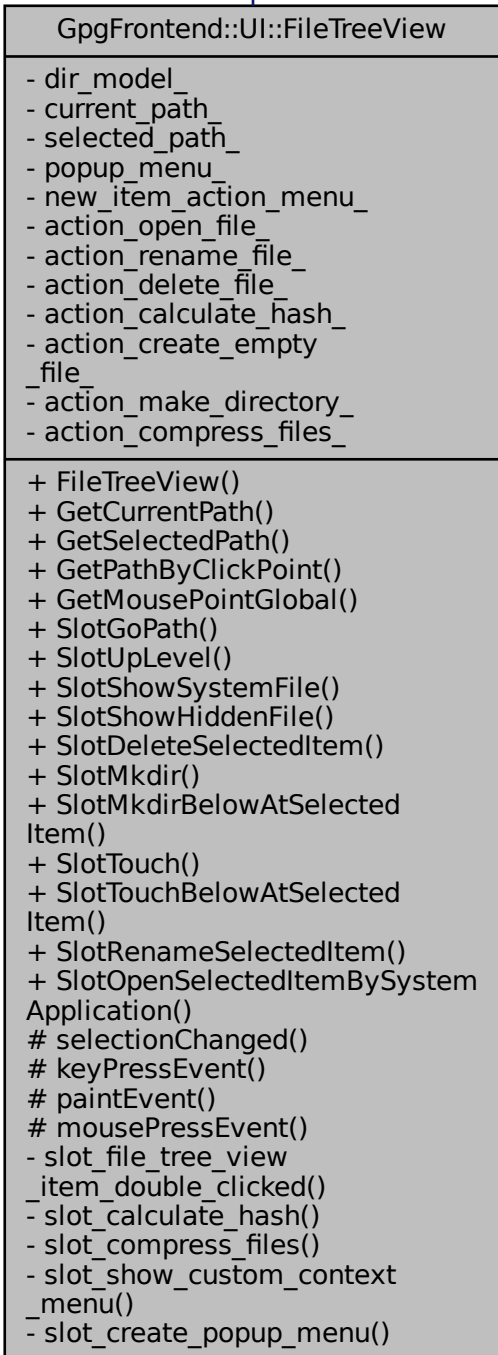 GpgFrontend::UI::FileTreeView
- dir_model_
- current_path_
- selected_path_
- popup_menu_
- new_item_action_menu_
- action_open_file_
- action_rename_file_
- action_delete_file_
- action_calculate_hash_
- action_create_empty
_file_
- action_make_directory_
- action_compress_files_
+ FileTreeView()
+ GetCurrentPath()
+ GetSelectedPath()
+ GetPathByClickPoint()
+ GetMousePointGlobal()
+ SlotGoPath()
+ SlotUpLevel()
+ SlotShowSystemFile()
+ SlotShowHiddenFile()
+ SlotDeleteSelectedItem()
+ SlotMkdir()
+ SlotMkdirBelowAtSelected
Item()
+ SlotTouch()
+ SlotTouchBelowAtSelected
Item()
+ SlotRenameSelectedItem()
+ SlotOpenSelectedItemBySystem
Application()
# selectionChanged()
# keyPressEvent()
# paintEvent()
# mousePressEvent()
- slot_file_tree_view
_item_double_clicked()
- slot_calculate_hash()
- slot_compress_files()
- slot_show_custom_context
_menu()
- slot_create_popup_menu()